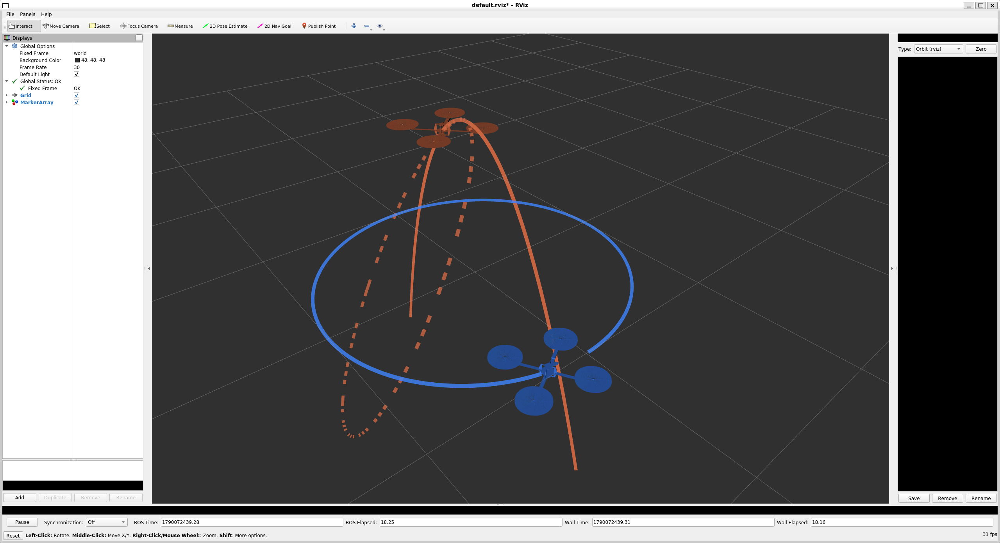 default.rviz* - RViz
File Panels Help
Interact Move Camera Select Focus Camera Measure 2D Pose Estimate 2D Nav Goal Publish Point
Displays
Global Options
Fixed Frame world
Background Color 48; 48; 48
Frame Rate 30
Default Light
Global Status: Ok
Fixed Frame OK
Grid
MarkerArray
Add Duplicate Remove Rename
Type: Orbit (rviz) Zero
Save Remove Rename
Pause Synchronization: Off ROS Time: 1790072439.28 ROS Elapsed: 18.25 Wall Time: 1790072439.31 Wall Elapsed: 18.16
Reset Left-Click: Rotate. Middle-Click: Move X/Y. Right-Click/Mouse Wheel:: Zoom. Shift: More options. 31 fps